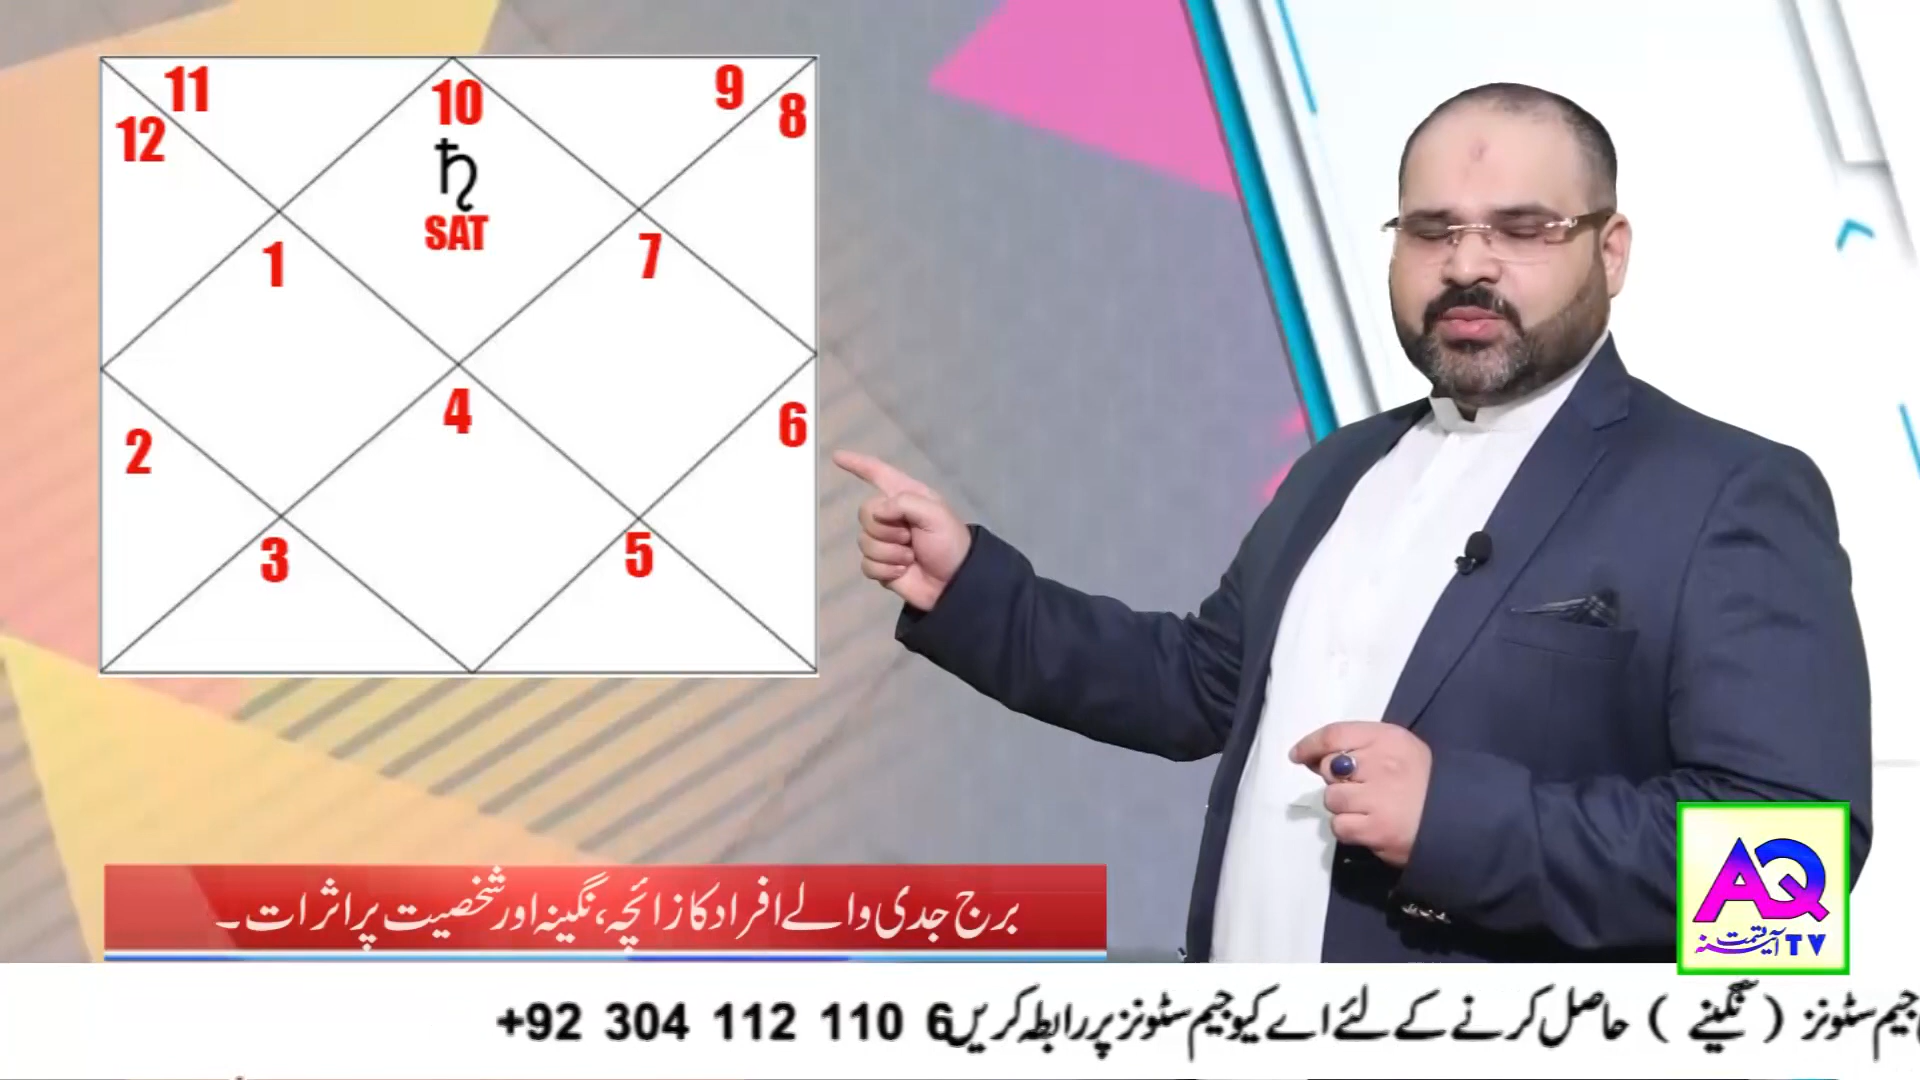 11
10
9
8
12
SAT
1
7
2
4
6
3
5
برج جدی والے افراد کا زائچہ، نگینہ اور شخصیت پر اثرات۔
AQ
آئینہ قسمت TV
جیم سٹونز ( نگینے ) حاصل کرنے کے لئے اے کیو جیم سٹونز پر رابطہ کریں +92 304 112 110 6